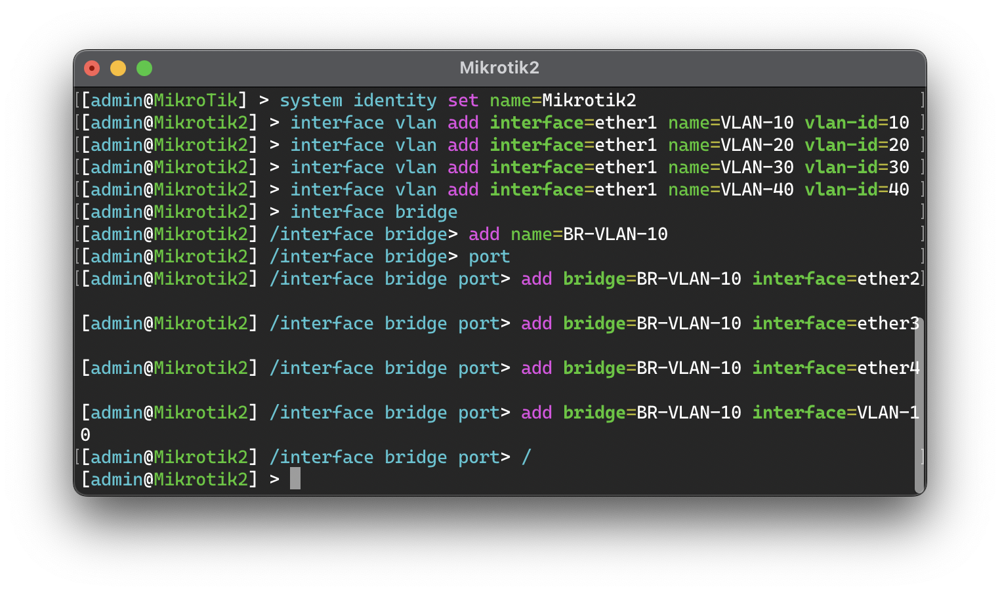 Mikrotik2
[[admin@MikroTik] > system identity set name=Mikrotik2 ]
[[admin@Mikrotik2] > interface vlan add interface=ether1 name=VLAN-10 vlan-id=10 ]
[[admin@Mikrotik2] > interface vlan add interface=ether1 name=VLAN-20 vlan-id=20 ]
[[admin@Mikrotik2] > interface vlan add interface=ether1 name=VLAN-30 vlan-id=30 ]
[[admin@Mikrotik2] > interface vlan add interface=ether1 name=VLAN-40 vlan-id=40 ]
[[admin@Mikrotik2] > interface bridge ]
[[admin@Mikrotik2] /interface bridge> add name=BR-VLAN-10 ]
[[admin@Mikrotik2] /interface bridge> port ]
[[admin@Mikrotik2] /interface bridge port> add bridge=BR-VLAN-10 interface=ether2]
[admin@Mikrotik2] /interface bridge port> add bridge=BR-VLAN-10 interface=ether3
[admin@Mikrotik2] /interface bridge port> add bridge=BR-VLAN-10 interface=ether4
[admin@Mikrotik2] /interface bridge port> add bridge=BR-VLAN-10 interface=VLAN-1
0
[[admin@Mikrotik2] /interface bridge port> / ]
[admin@Mikrotik2] >